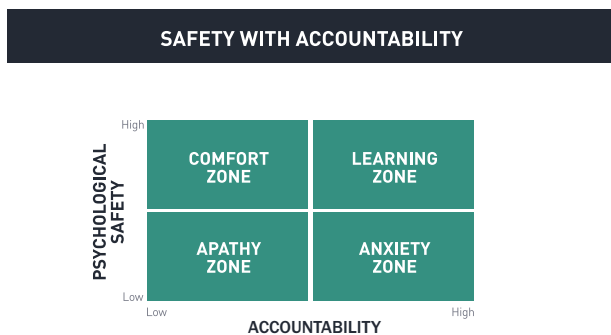 SAFETY WITH ACCOUNTABILITY
High
COMFORT
ZONE
LEARNING
ZONE
PSYCHOLOGICAL
SAFETY
APATHY
ZONE
ANXIETY
ZONE
Low
Low
High
ACCOUNTABILITY